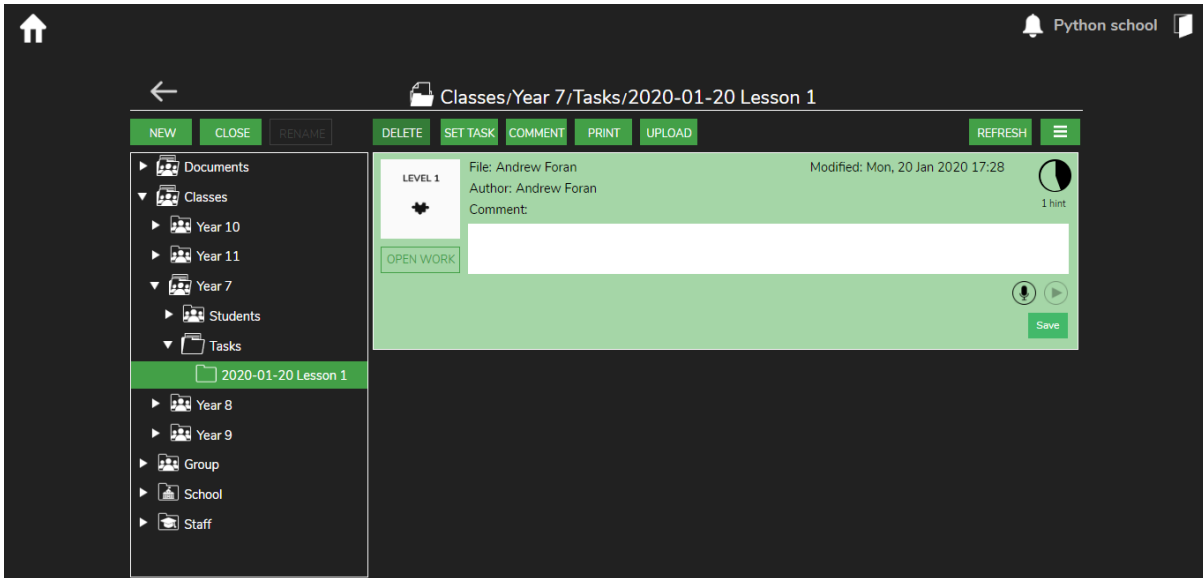 Python school
Classes/Year 7/Tasks/2020-01-20 Lesson 1
NEW CLOSE RENAME DELETE SET TASK COMMENT PRINT UPLOAD REFRESH
Documents
Classes
Year 10
Year 11
Year 7
Students
Tasks
2020-01-20 Lesson 1
Year 8
Year 9
Group
School
Staff
LEVEL 1
OPEN WORK
File: Andrew Foran
Author: Andrew Foran
Comment:
Modified: Mon, 20 Jan 2020 17:28
1 hint
Save